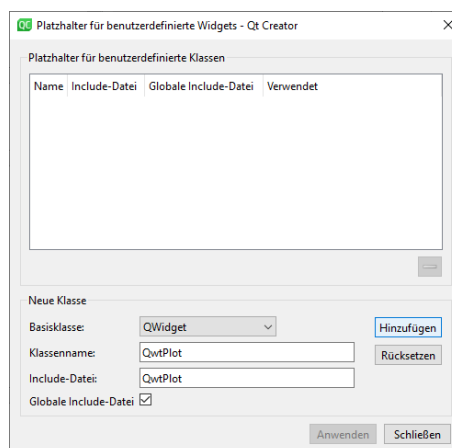 QC Platzhalter für benutzerdefinierte Widgets - Qt Creator
Platzhalter für benutzerdefinierte Klassen
Name Include-Datei Globale Include-Datei Verwendet
Neue Klasse
Basisklasse: QWidget
Hinzufügen
Klassenname: QwtPlot
Rücksetzen
Include-Datei: QwtPlot
Globale Include-Datei
Anwenden Schließen